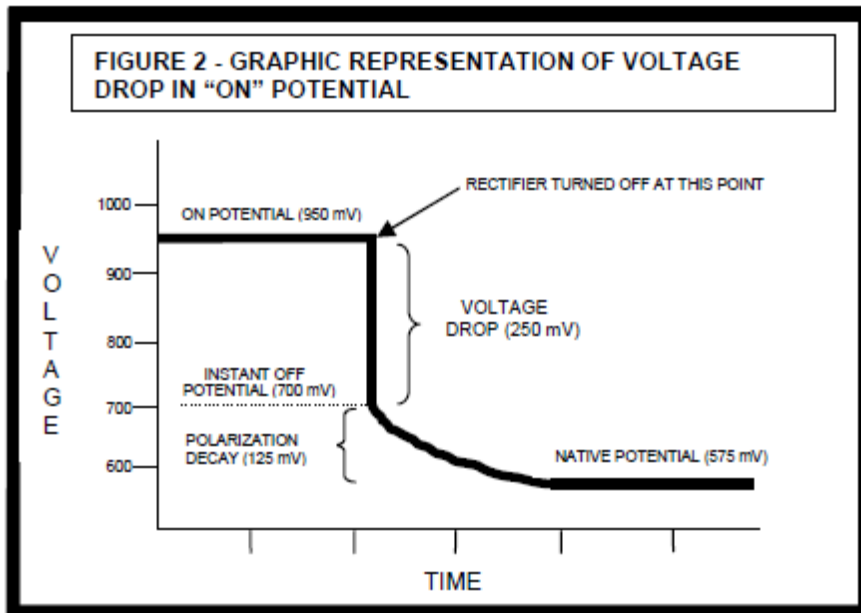 FIGURE 2 - GRAPHIC REPRESENTATION OF VOLTAGE
DROP IN “ON” POTENTIAL
RECTIFIER TURNED OFF AT THIS POINT
1000
ON POTENTIAL (950 mV)
VOLTAGE
900
VOLTAGE
DROP (250 mV)
800
INSTANT OFF
POTENTIAL (700 mV)
700
POLARIZATION
DECAY (125 mV)
NATIVE POTENTIAL (575 mV)
600
TIME